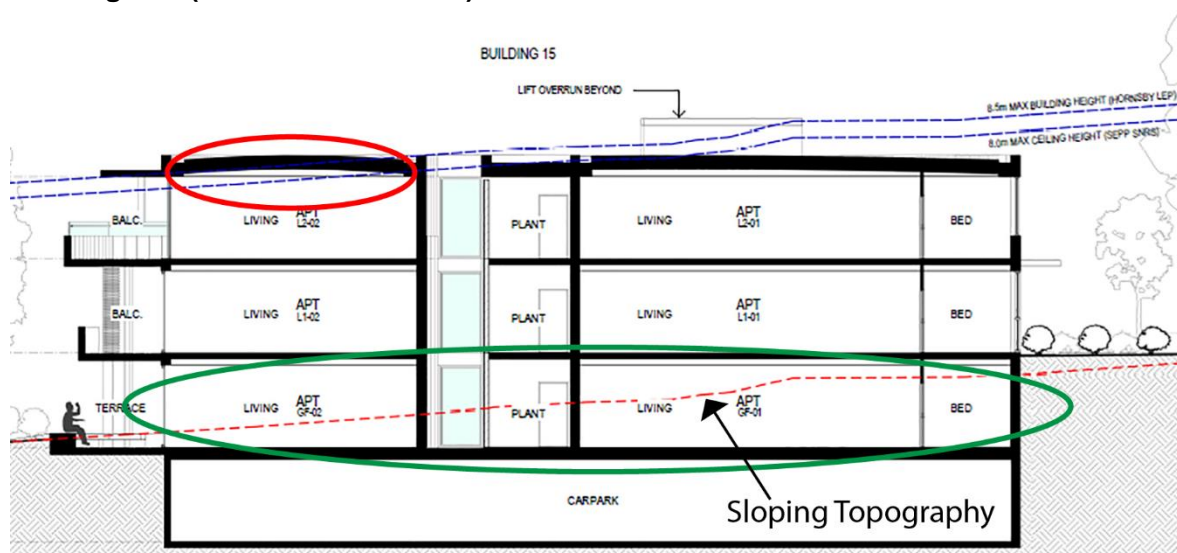 BUILDING 15
LIFT OVERRUN BEYOND
8.5m MAX BUILDING HEIGHT (HORNSBY LEP)
8.0m MAX CEILING HEIGHT (SEPP SNRS)
BALC.
LIVING
APT
L2-02
PLANT
LIVING
APT
L2-01
BED
BALC.
LIVING
APT
L1-02
PLANT
LIVING
APT
L1-01
BED
TERRACE
LIVING
APT
GF-02
PLANT
LIVING
APT
GF-01
BED
CARPARK
Sloping Topography